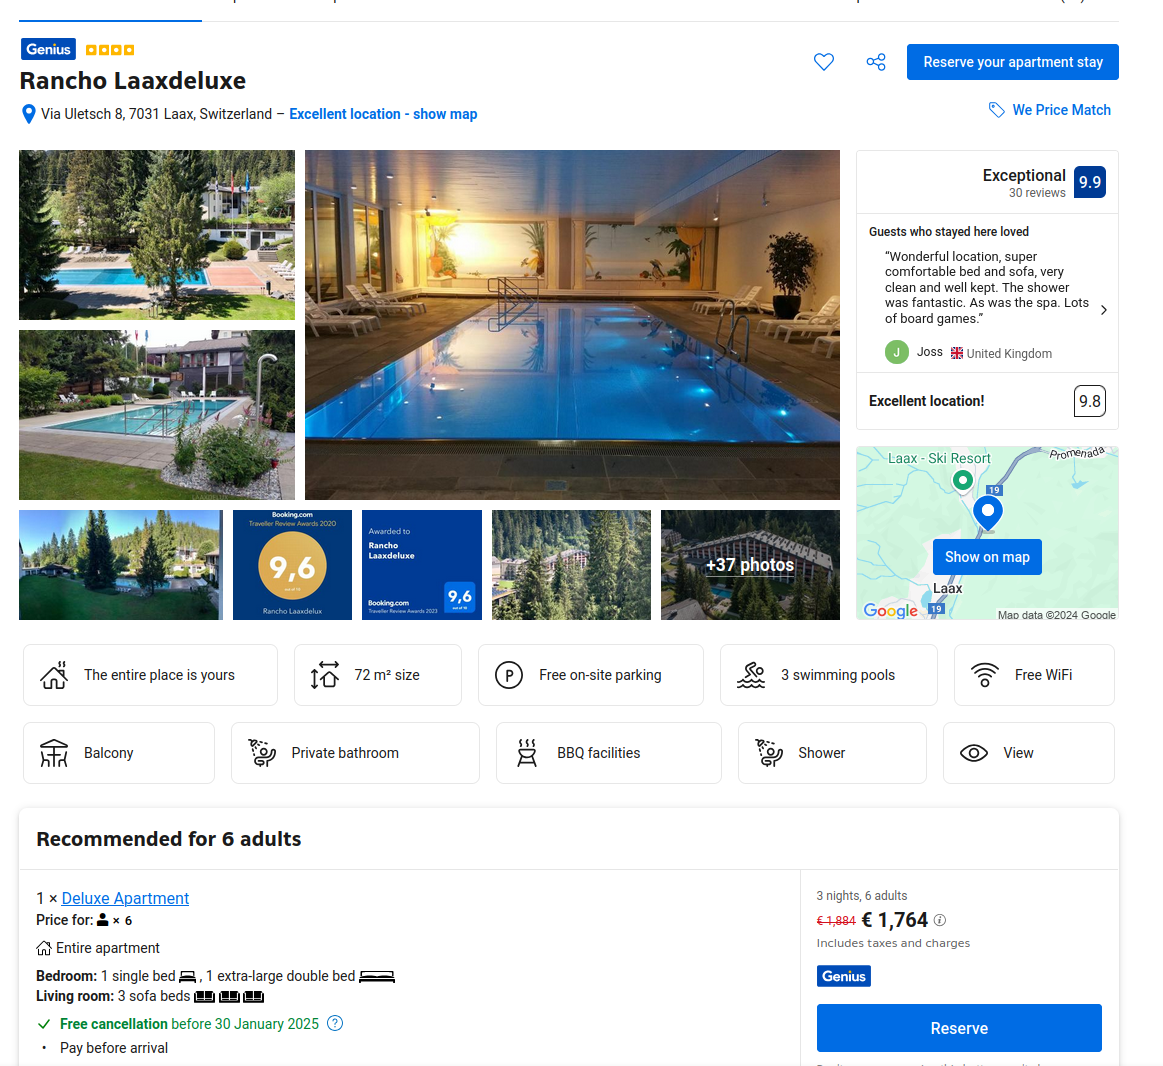 Genius
Rancho Laaxdeluxe
Via Uletsch 8, 7031 Laax, Switzerland – Excellent location - show map
Reserve your apartment stay
We Price Match
Exceptional
30 reviews
9.9
Guests who stayed here loved
“Wonderful location, super
comfortable bed and sofa, very
clean and well kept. The shower
was fantastic. As was the spa. Lots
of board games.”
J
Joss
United Kingdom
Excellent location!
9.8
Booking.com
Traveller Review Awards 2020
9,6
out of 10
Rancho Laaxdelux
Awarded to
Rancho
Laaxdeluxe
Booking.com
Traveller Review Awards 2023
9,6
out of 10
+37 photos
Laax - Ski Resort
Promenada
19
Show on map
Laax
19
Google
Map data ©2024 Google
The entire place is yours
72 m² size
P
Free on-site parking
3 swimming pools
Free WiFi
Balcony
Private bathroom
BBQ facilities
Shower
View
Recommended for 6 adults
1 × Deluxe Apartment
Price for: × 6
Entire apartment
Bedroom: 1 single bed , 1 extra-large double bed
Living room: 3 sofa beds
Free cancellation before 30 January 2025 ?
• Pay before arrival
3 nights, 6 adults
€ 1,884 € 1,764
Includes taxes and charges
Genius
Reserve